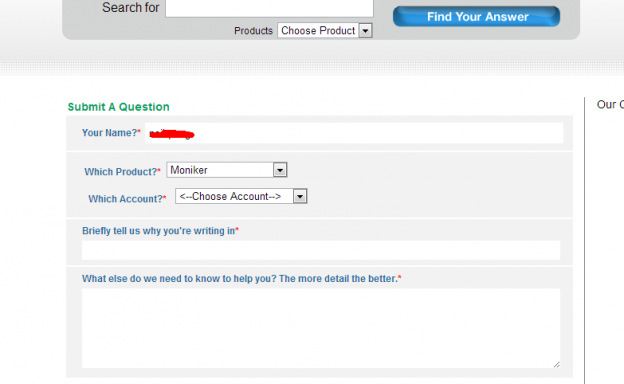 Search for
Find Your Answer
Products Choose Product
Submit A Question
Our
Your Name?*
Which Product?* Moniker
Which Account?* <--Choose Account-->
Briefly tell us why you're writing in*
What else do we need to know to help you? The more detail the better.*